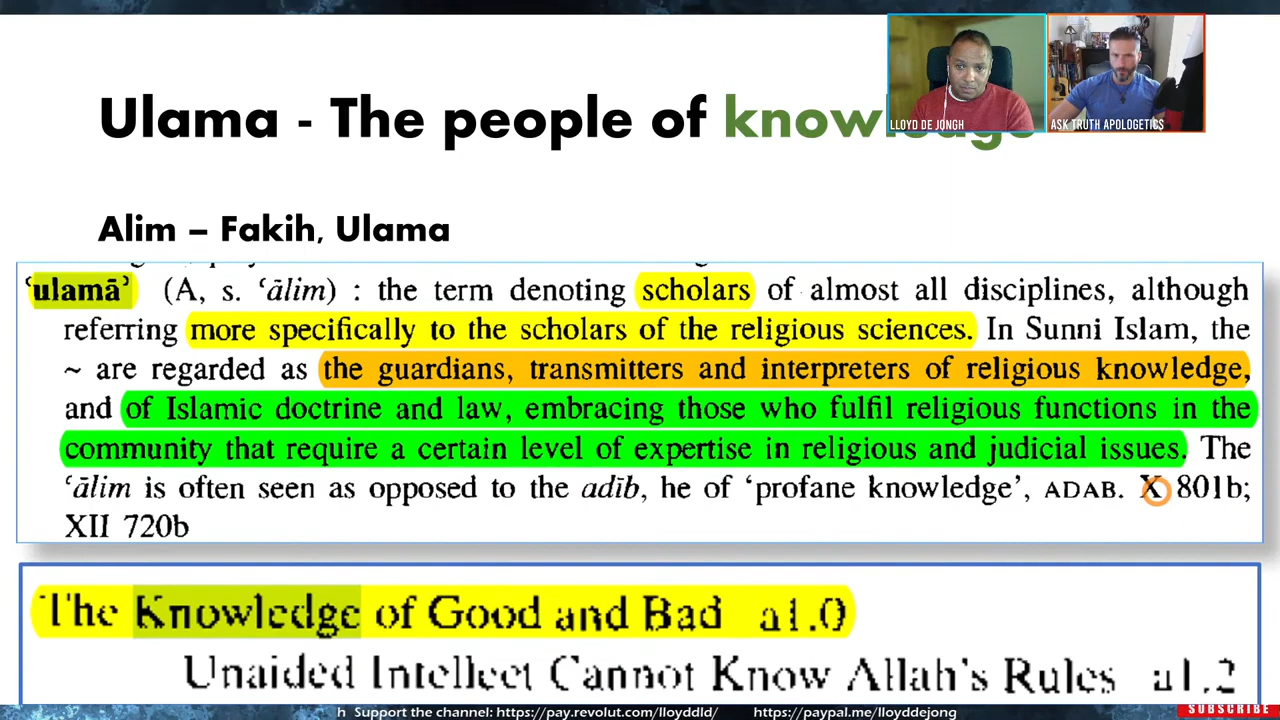 Ulama - The people of knowledge
LLOYD DE JONGH
ASK TRUTH APOLOGETICS
Alim – Fakih, Ulama
ʿulamāʾ (A, s. ʿālim) : the term denoting scholars of almost all disciplines, although
referring more specifically to the scholars of the religious sciences. In Sunni Islam, the
~ are regarded as the guardians, transmitters and interpreters of religious knowledge,
and of Islamic doctrine and law, embracing those who fulfil religious functions in the
community that require a certain level of expertise in religious and judicial issues. The
ʿālim is often seen as opposed to the adīb, he of ‘profane knowledge’, ADAB. X 801b;
XII 720b
The Knowledge of Good and Bad a1.0
Unaided Intellect Cannot Know Allah's Rules a1.2
h Support the channel: https://pay.revolut.com/lloyddld/ https://paypal.me/lloyddejong
SUBSCRIBE